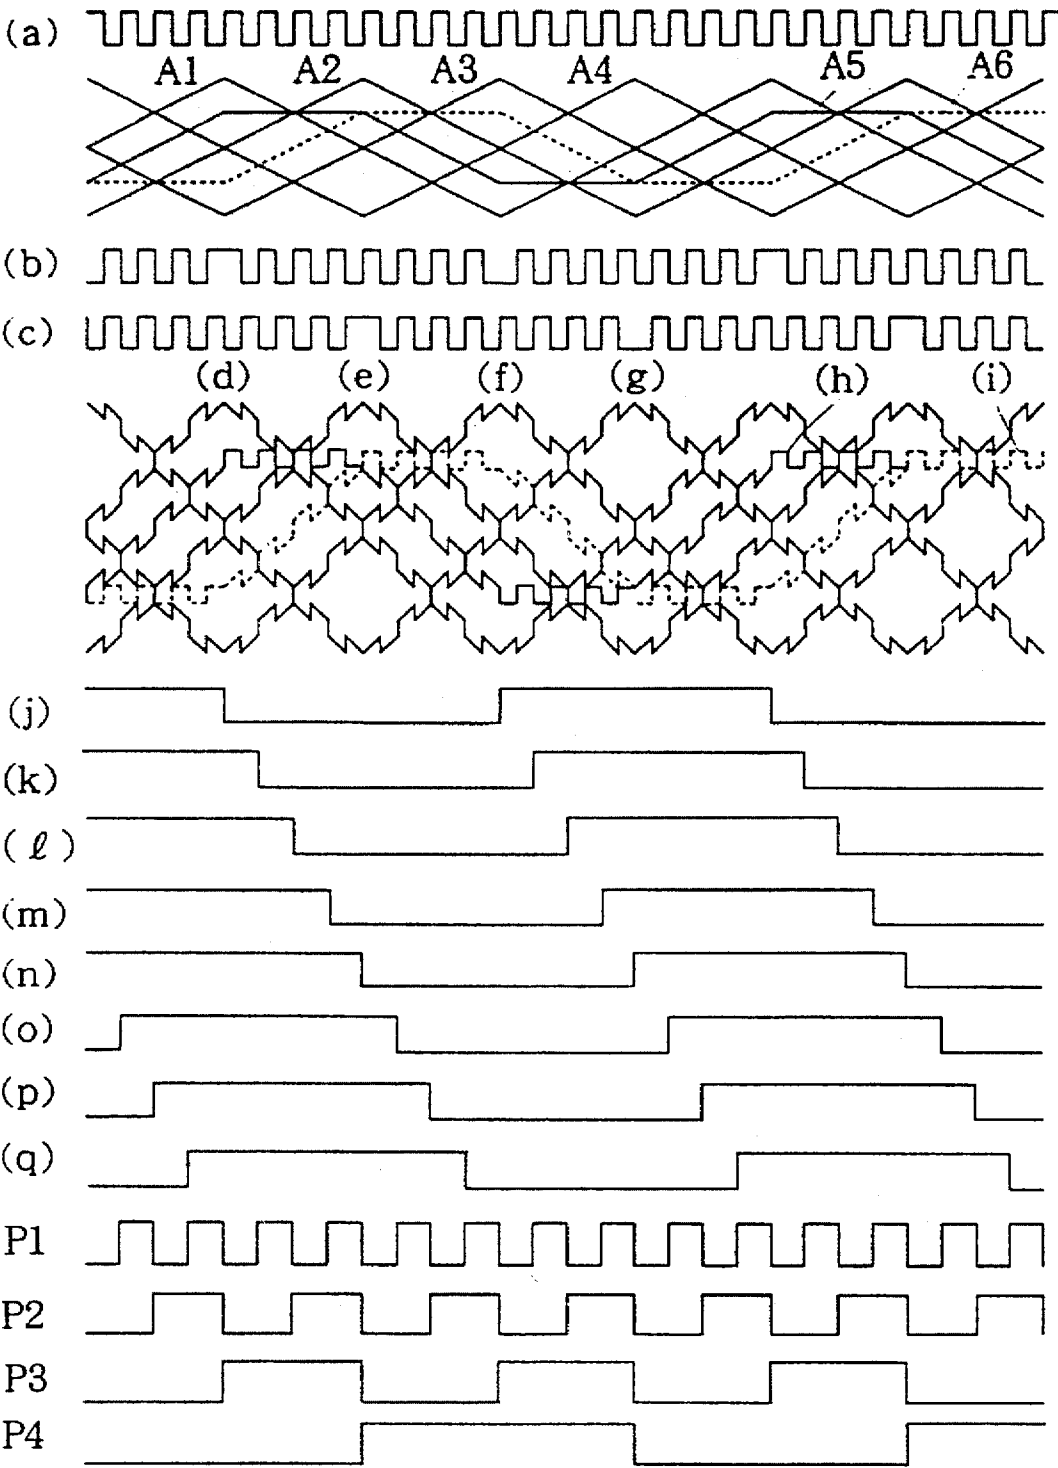 (a)
A1 A2 A3 A4 A5 A6
(b)
(c)
(d) (e) (f) (g) (h) (i)
(j)
(k)
(ℓ)
(m)
(n)
(o)
(p)
(q)
P1
P2
P3
P4